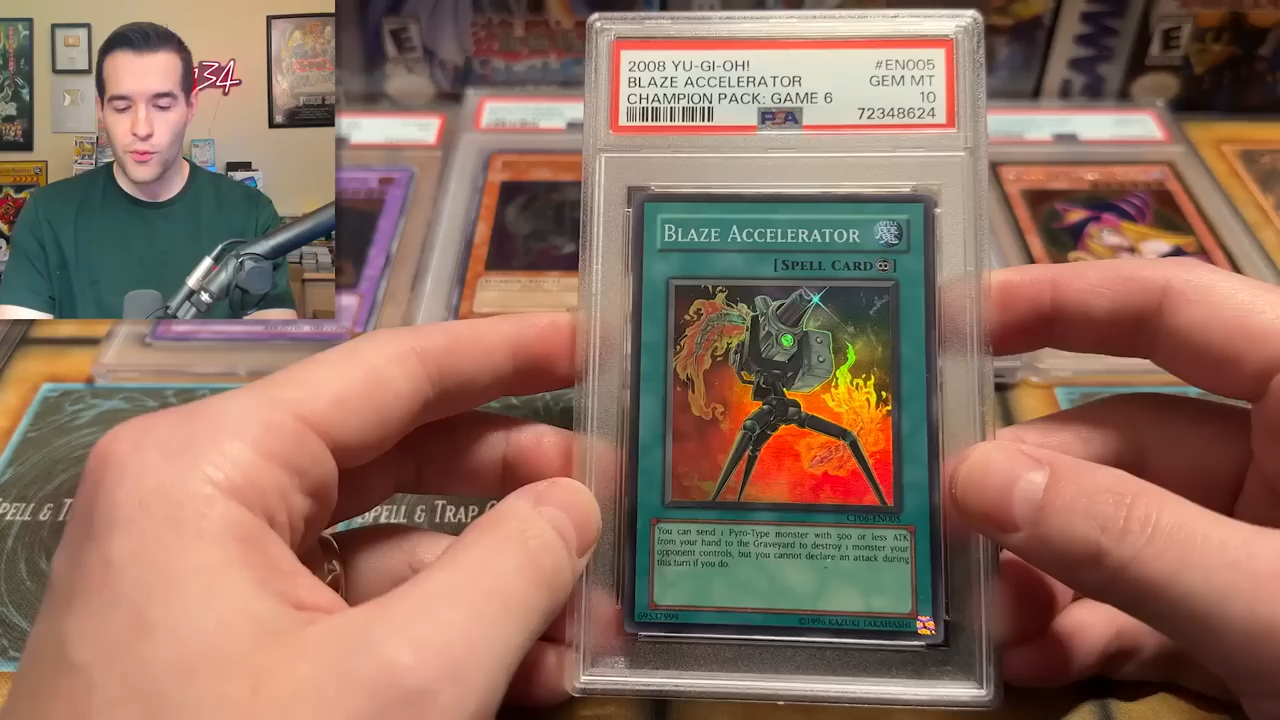 2008 YU-GI-OH! #EN005
BLAZE ACCELERATOR GEM MT
CHAMPION PACK: GAME 6 10
PSA 72348624
BLAZE ACCELERATOR
[SPELL CARD]
CP06-EN005
You can send 1 Pyro-Type monster with 500 or less ATK
from your hand to the Graveyard to destroy 1 monster your
opponent controls, but you cannot declare an attack during
this turn if you do.
69537999 ©1996 KAZUKI TAKAHASHI
SPELL & TRAP
E
E
34